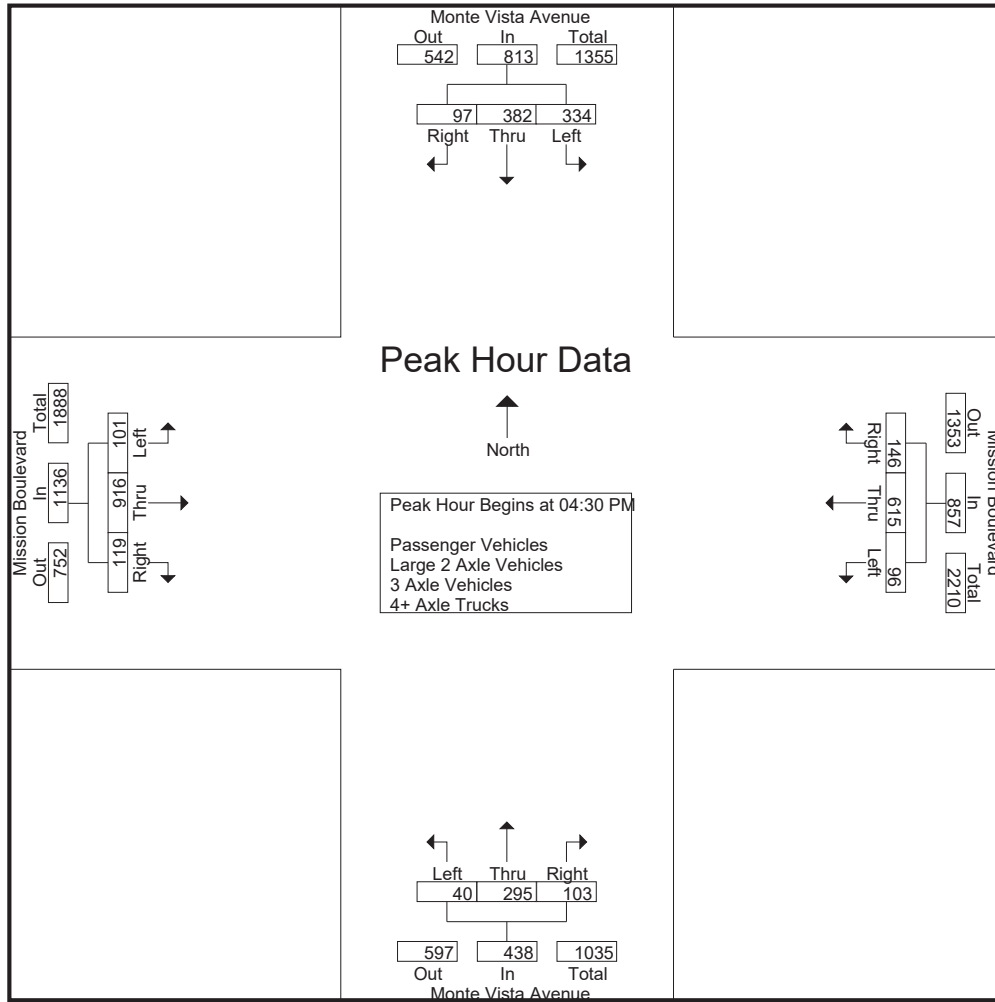 Monte Vista Avenue
Out In Total
542 813 1355
97 382 334
Right Thru Left
Peak Hour Data
North
Peak Hour Begins at 04:30 PM
Passenger Vehicles
Large 2 Axle Vehicles
3 Axle Vehicles
4+ Axle Trucks
Mission Boulevard
Out In Total
752 1136 1888
119 916 101
Right Thru Left
Mission Boulevard
Out In Total
1353 857 2210
146 615 96
Right Thru Left
Left Thru Right
40 295 103
597 438 1035
Out In Total
Monte Vista Avenue